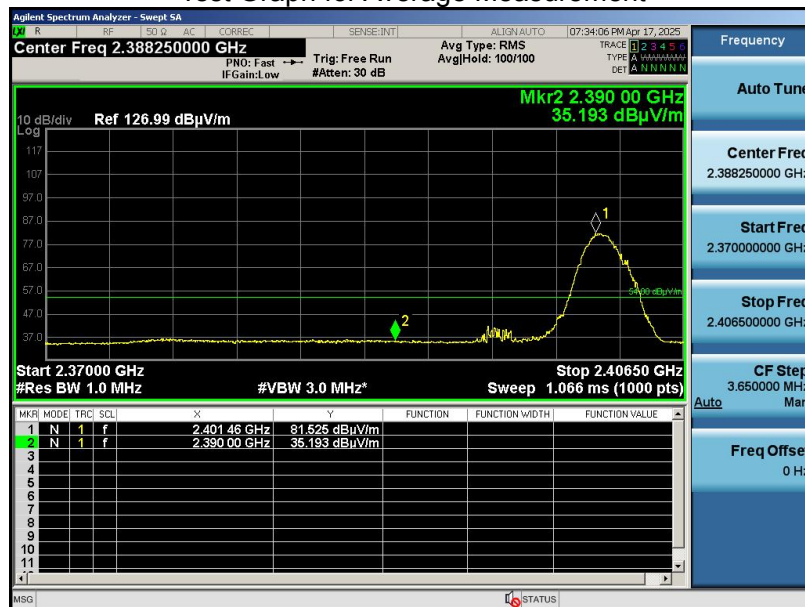 Agilent Spectrum Analyzer - Swept SA
LXI R RF 50 Ω AC CORREC SENSE:INT ALIGN AUTO 07:34:06 PM Apr 17, 2025
Center Freq 2.388250000 GHz
PNO: Fast
IFGain:Low
Trig: Free Run
#Atten: 30 dB
Avg Type: RMS
Avg|Hold: 100/100
TRACE 1 2 3 4 5 6
TYPE A
DET A N N N N N
Mkr2 2.390 00 GHz
35.193 dBµV/m
10 dB/div Ref 126.99 dBµV/m
Log
117
107
97.0
87.0
77.0
67.0
57.0
47.0
37.0
1
2
54.00 dBµV/m
Start 2.37000 GHz Stop 2.40650 GHz
#Res BW 1.0 MHz #VBW 3.0 MHz* Sweep 1.066 ms (1000 pts)
MKR MODE TRC SCL X Y FUNCTION FUNCTION WIDTH FUNCTION VALUE
1 N 1 f 2.401 46 GHz 81.525 dBµV/m
2 N 1 f 2.390 00 GHz 35.193 dBµV/m
3
4
5
6
7
8
9
10
11
MSG STATUS
Frequency
Auto Tune
Center Freq
2.388250000 GHz
Start Freq
2.370000000 GHz
Stop Freq
2.406500000 GHz
CF Step
3.650000 MHz
Auto Man
Freq Offset
0 Hz